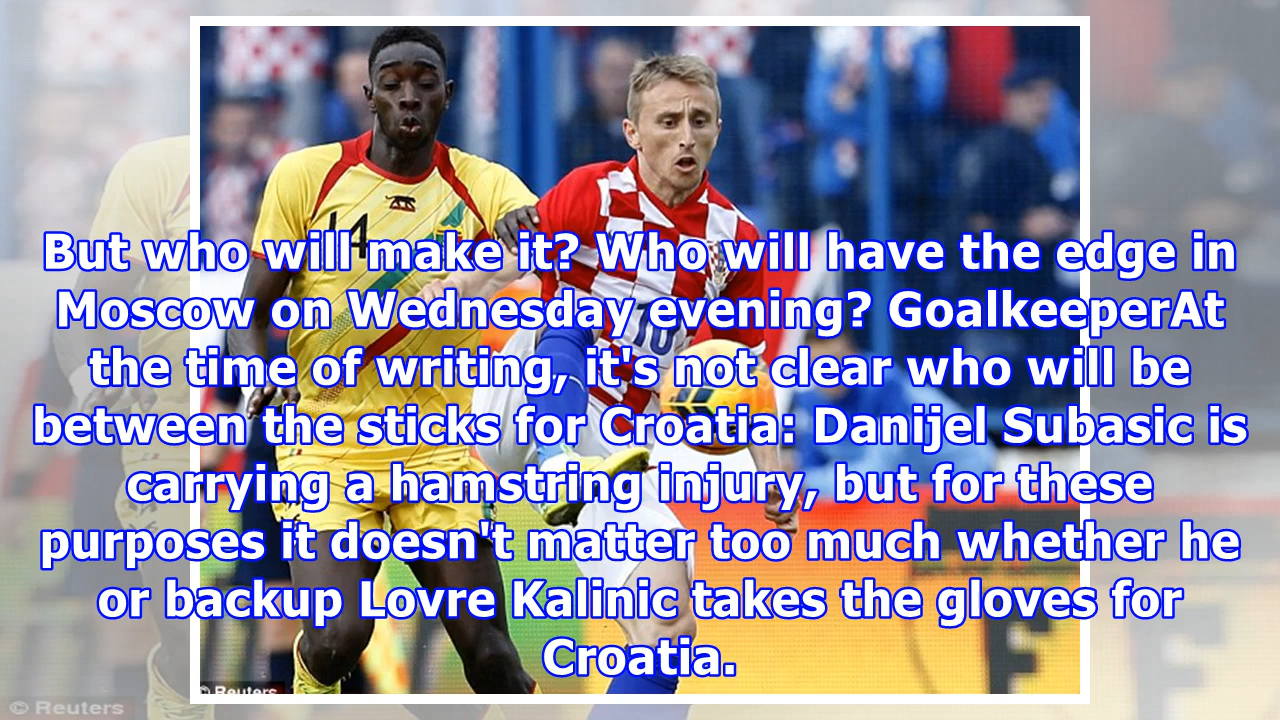 But who will make it? Who will have the edge in
Moscow on Wednesday evening? GoalkeeperAt
the time of writing, it's not clear who will be
between the sticks for Croatia: Danijel Subasic is
carrying a hamstring injury, but for these
purposes it doesn't matter too much whether he
or backup Lovre Kalinic takes the gloves for
Croatia.
14
10
© Reuters
© Reuters